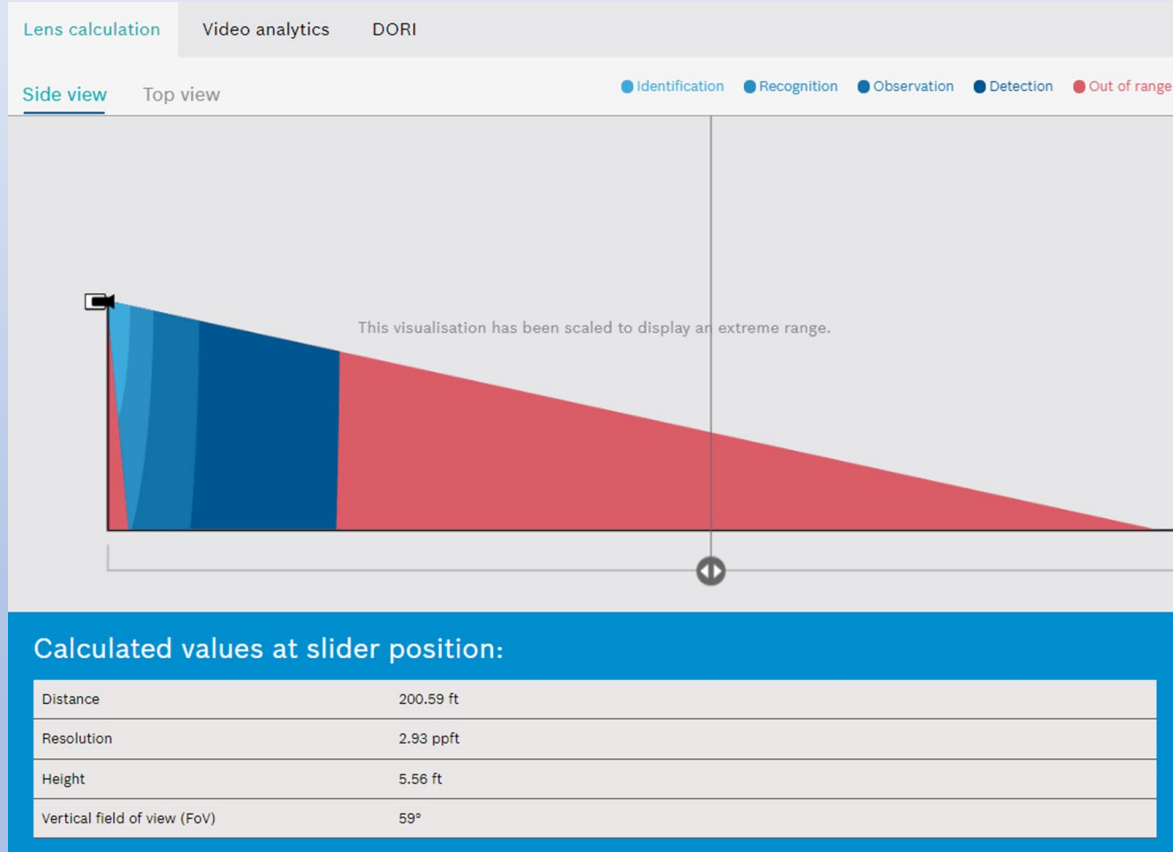 Lens calculation Video analytics DORI
Side view Top view Identification Recognition Observation Detection Out of range
This visualisation has been scaled to display an extreme range.
Calculated values at slider position:
Distance 200.59 ft
Resolution 2.93 ppft
Height 5.56 ft
Vertical field of view (FoV) 59°